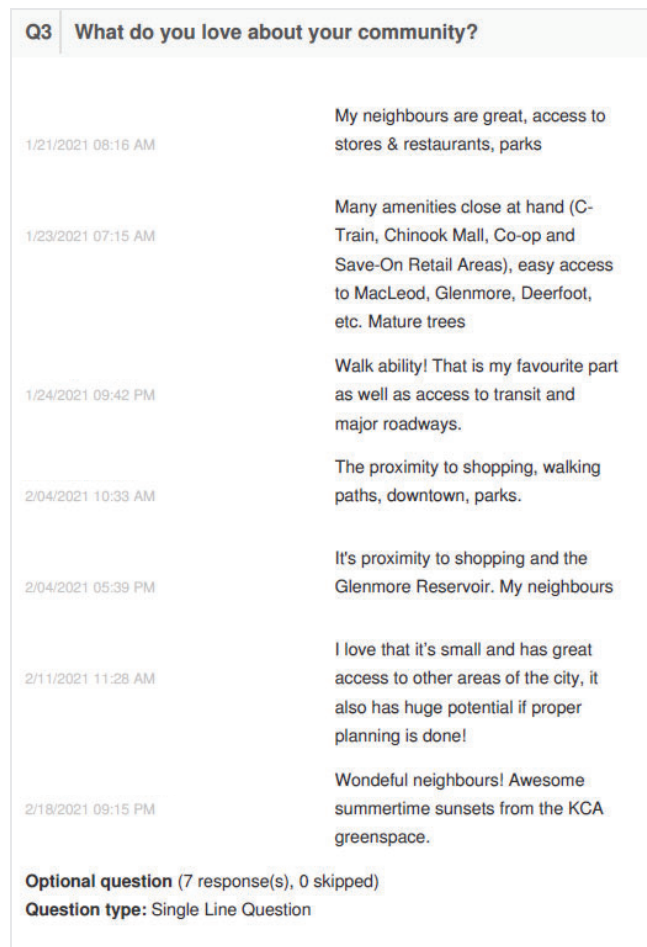 Q3 What do you love about your community?
My neighbours are great, access to
1/21/2021 08:16 AM stores & restaurants, parks
Many amenities close at hand (C-
1/23/2021 07:15 AM Train, Chinook Mall, Co-op and
Save-On Retail Areas), easy access
to MacLeod, Glenmore, Deerfoot,
etc. Mature trees
Walk ability! That is my favourite part
1/24/2021 09:42 PM as well as access to transit and
major roadways.
The proximity to shopping, walking
2/04/2021 10:33 AM paths, downtown, parks.
It's proximity to shopping and the
2/04/2021 05:39 PM Glenmore Reservoir. My neighbours
I love that it’s small and has great
2/11/2021 11:28 AM access to other areas of the city, it
also has huge potential if proper
planning is done!
Wondeful neighbours! Awesome
2/18/2021 09:15 PM summertime sunsets from the KCA
greenspace.
Optional question (7 response(s), 0 skipped)
Question type: Single Line Question